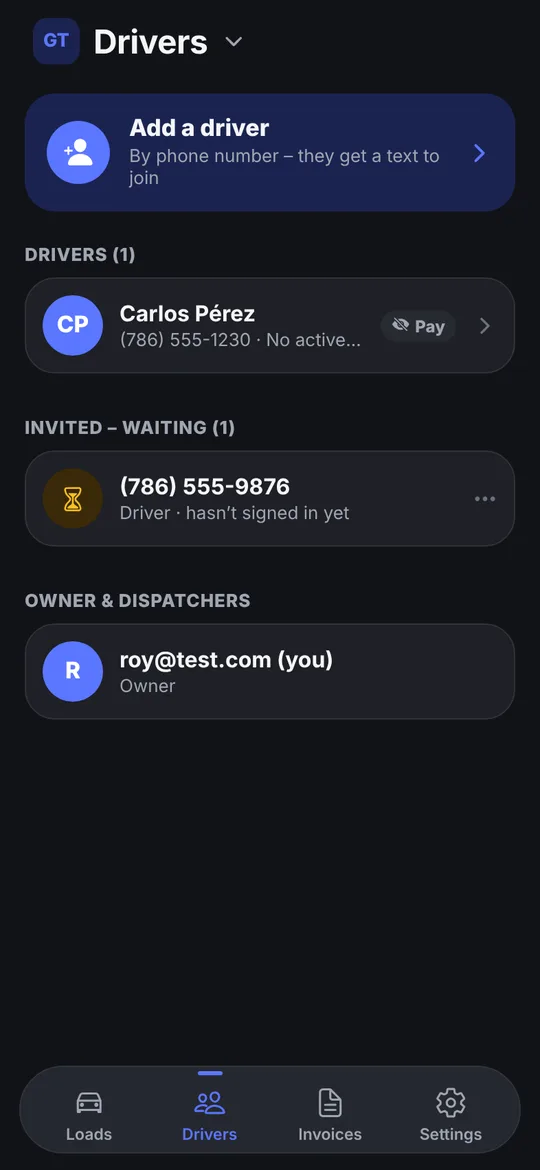 GT Drivers
Add a driver
By phone number – they get a text to
join
DRIVERS (1)
CP
Carlos Pérez
(786) 555-1230 · No active...
Pay
INVITED – WAITING (1)
(786) 555-9876
Driver · hasn’t signed in yet
OWNER & DISPATCHERS
R
roy@test.com (you)
Owner
Loads Drivers Invoices Settings